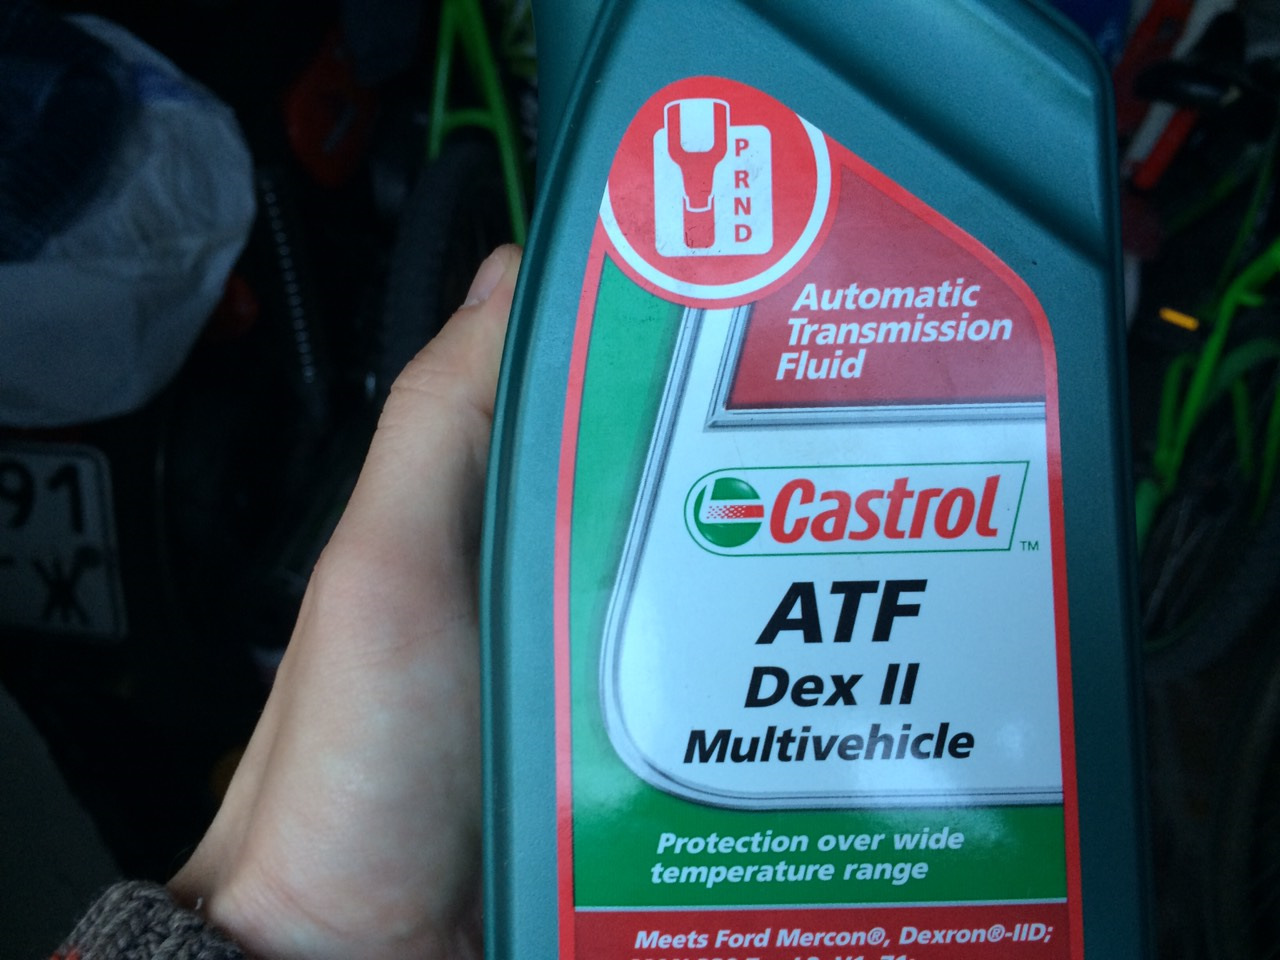 P
R
N
D
Automatic
Transmission
Fluid
Castrol
TM
ATF
Dex II
Multivehicle
Protection over wide
temperature range
Meets Ford Mercon®, Dexron®-IID;
91
Ж